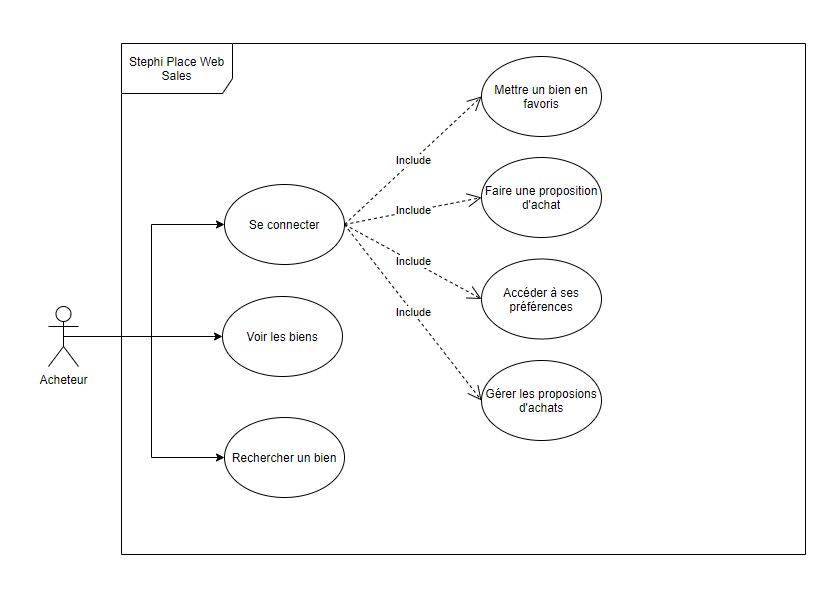 Stephi Place Web
Sales
Mettre un bien en
favoris
Include
Faire une proposition
d'achat
Include
Se connecter
Include
Accéder à ses
préférences
Include
Voir les biens
Acheteur
Gérer les proposions
d'achats
Rechercher un bien